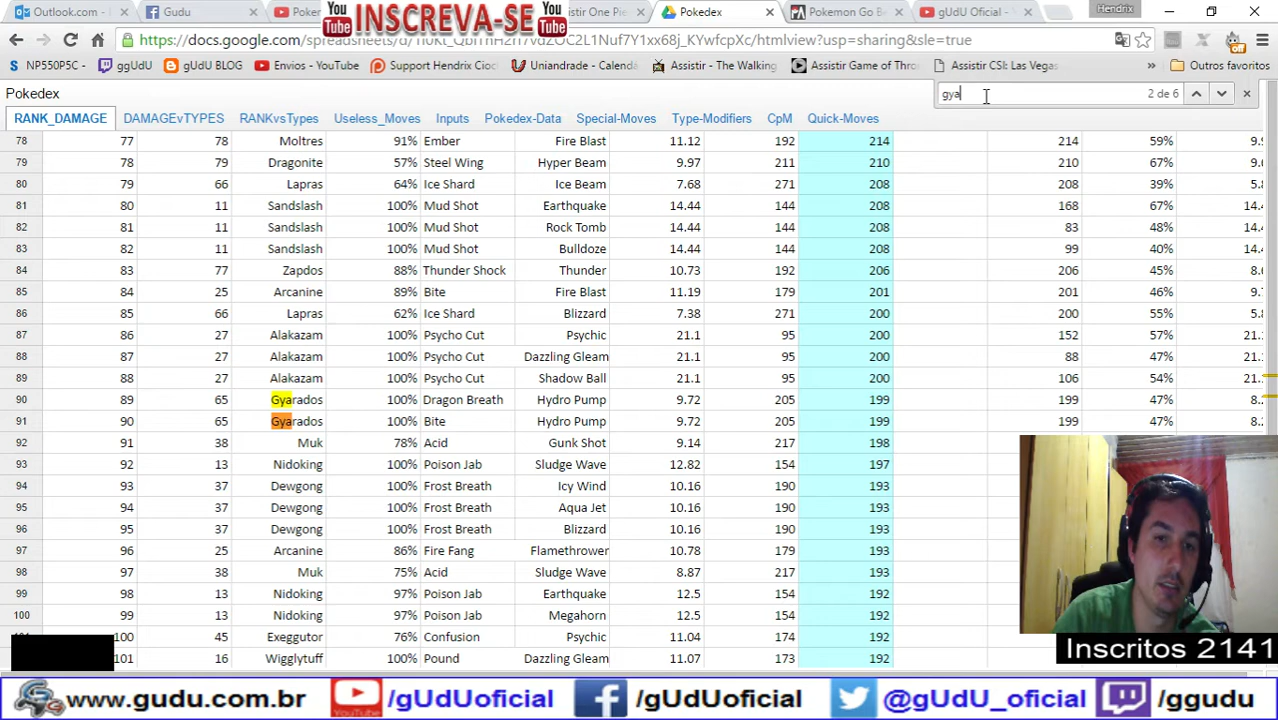 Outlook.com - × Gudu × Poke INSCREVA-SE You Tube You Tube istir One Pi × Pokedex × Pokemon Go Be × gUdU Oficial - × Hendrix
https://docs.google.com/spreadsheets/d/
/htmlview?usp=sharing&sle=true
NP550P5C - ggUdU gUdU BLOG Envios - YouTube Support Hendrix Cioc Uniandrade - Calenda Assistir - The Walking Assistir Game of Thro Assistir CSI: Las Vegas » Outros favoritos
Pokedex
gya 2 de 6
RANK_DAMAGE DAMAGEvTYPES RANKvsTypes Useless_Moves Inputs Pokedex-Data Special-Moves Type-Modifiers CpM Quick-Moves
78 77 78 Moltres 91% Ember Fire Blast 11.12 192 214 214 59% 9.9
79 78 79 Dragonite 57% Steel Wing Hyper Beam 9.97 211 210 210 67% 9.0
80 79 66 Lapras 64% Ice Shard Ice Beam 7.68 271 208 208 39% 5.8
81 80 11 Sandslash 100% Mud Shot Earthquake 14.44 144 208 168 67% 14.4
82 81 11 Sandslash 100% Mud Shot Rock Tomb 14.44 144 208 83 48% 14.4
83 82 11 Sandslash 100% Mud Shot Bulldoze 14.44 144 208 99 40% 14.4
84 83 77 Zapdos 88% Thunder Shock Thunder 10.73 192 206 206 45% 8.0
85 84 25 Arcanine 89% Bite Fire Blast 11.19 179 201 201 46% 9.
86 85 66 Lapras 62% Ice Shard Blizzard 7.38 271 200 200 55% 5.8
87 86 27 Alakazam 100% Psycho Cut Psychic 21.1 95 200 152 57% 21.
88 87 27 Alakazam 100% Psycho Cut Dazzling Gleam 21.1 95 200 88 47% 21.
89 88 27 Alakazam 100% Psycho Cut Shadow Ball 21.1 95 200 106 54% 21.
90 89 65 Gyarados 100% Dragon Breath Hydro Pump 9.72 205 199 199 47% 8.
91 90 65 Gyarados 100% Bite Hydro Pump 9.72 205 199 199 47% 8.
92 91 38 Muk 78% Acid Gunk Shot 9.14 217 198
93 92 13 Nidoking 100% Poison Jab Sludge Wave 12.82 154 197
94 93 37 Dewgong 100% Frost Breath Icy Wind 10.16 190 193
95 94 37 Dewgong 100% Frost Breath Aqua Jet 10.16 190 193
96 95 37 Dewgong 100% Frost Breath Blizzard 10.16 190 193
97 96 25 Arcanine 86% Fire Fang Flamethrower 10.78 179 193
98 97 38 Muk 75% Acid Sludge Wave 8.87 217 193
99 98 13 Nidoking 97% Poison Jab Earthquake 12.5 154 192
100 99 13 Nidoking 97% Poison Jab Megahorn 12.5 154 192
100 45 Exeggutor 76% Confusion Psychic 11.04 174 192
101 16 Wigglytuff 100% Pound Dazzling Gleam 11.07 173 192
Inscritos 2141
www.gudu.com.br YouTube /gUdUoficial /gUdUoficial @gUdU_oficial /ggudu